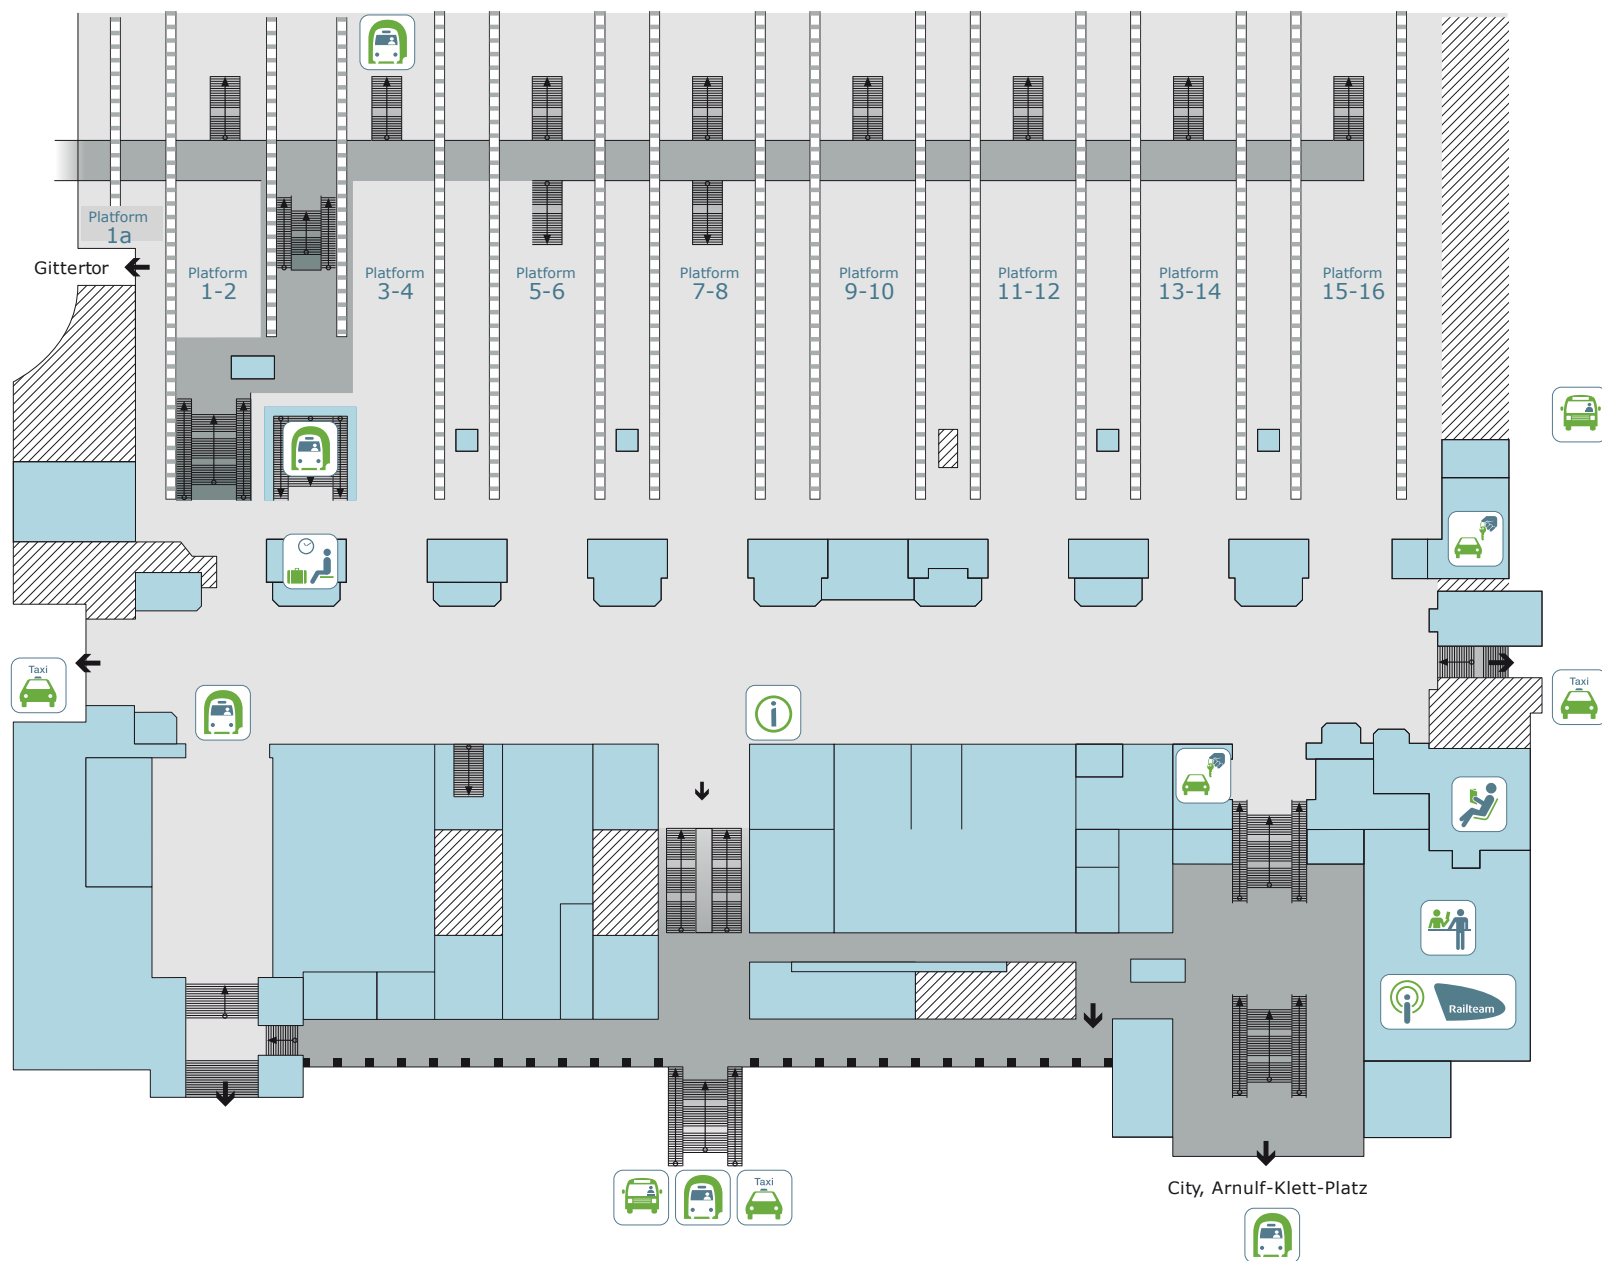 Platform
1a
Gittertor
Platform
1-2
Platform
3-4
Platform
5-6
Platform
7-8
Platform
9-10
Platform
11-12
Platform
13-14
Platform
15-16
Taxi
i
Taxi
Railteam
Taxi
City, Arnulf-Klett-Platz